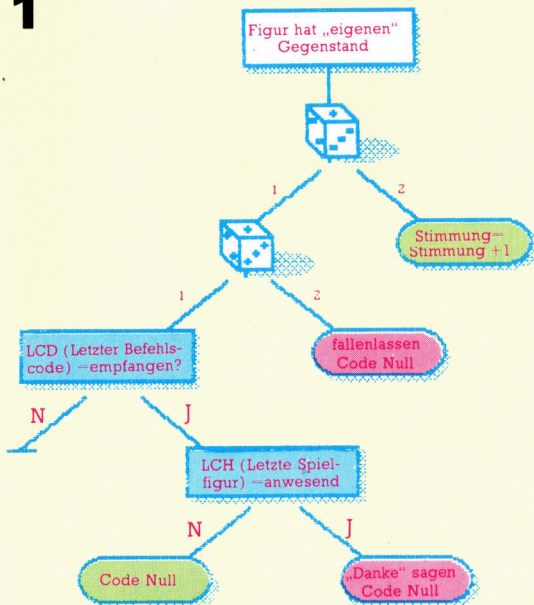 1
Figur hat „eigenen“
Gegenstand
1
2
Stimmung=
Stimmung +1
1
2
LCD (Letzter Befehls-
code) =empfangen?
fallenlassen
Code Null
N
J
LCH (Letzte Spiel-
figur) =anwesend
N
J
Code Null
„Danke“ sagen
Code Null